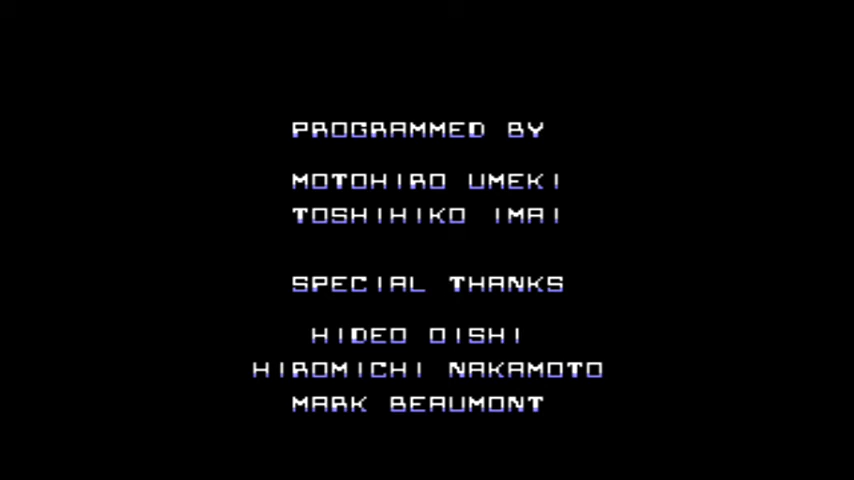 PROGRAMMED BY
MOTOHIRO UMEKI
TOSHIHIKO IMAI
SPECIAL THANKS
HIDEO OISHI
HIROMICHI NAKAMOTO
MARK BEAUMONT